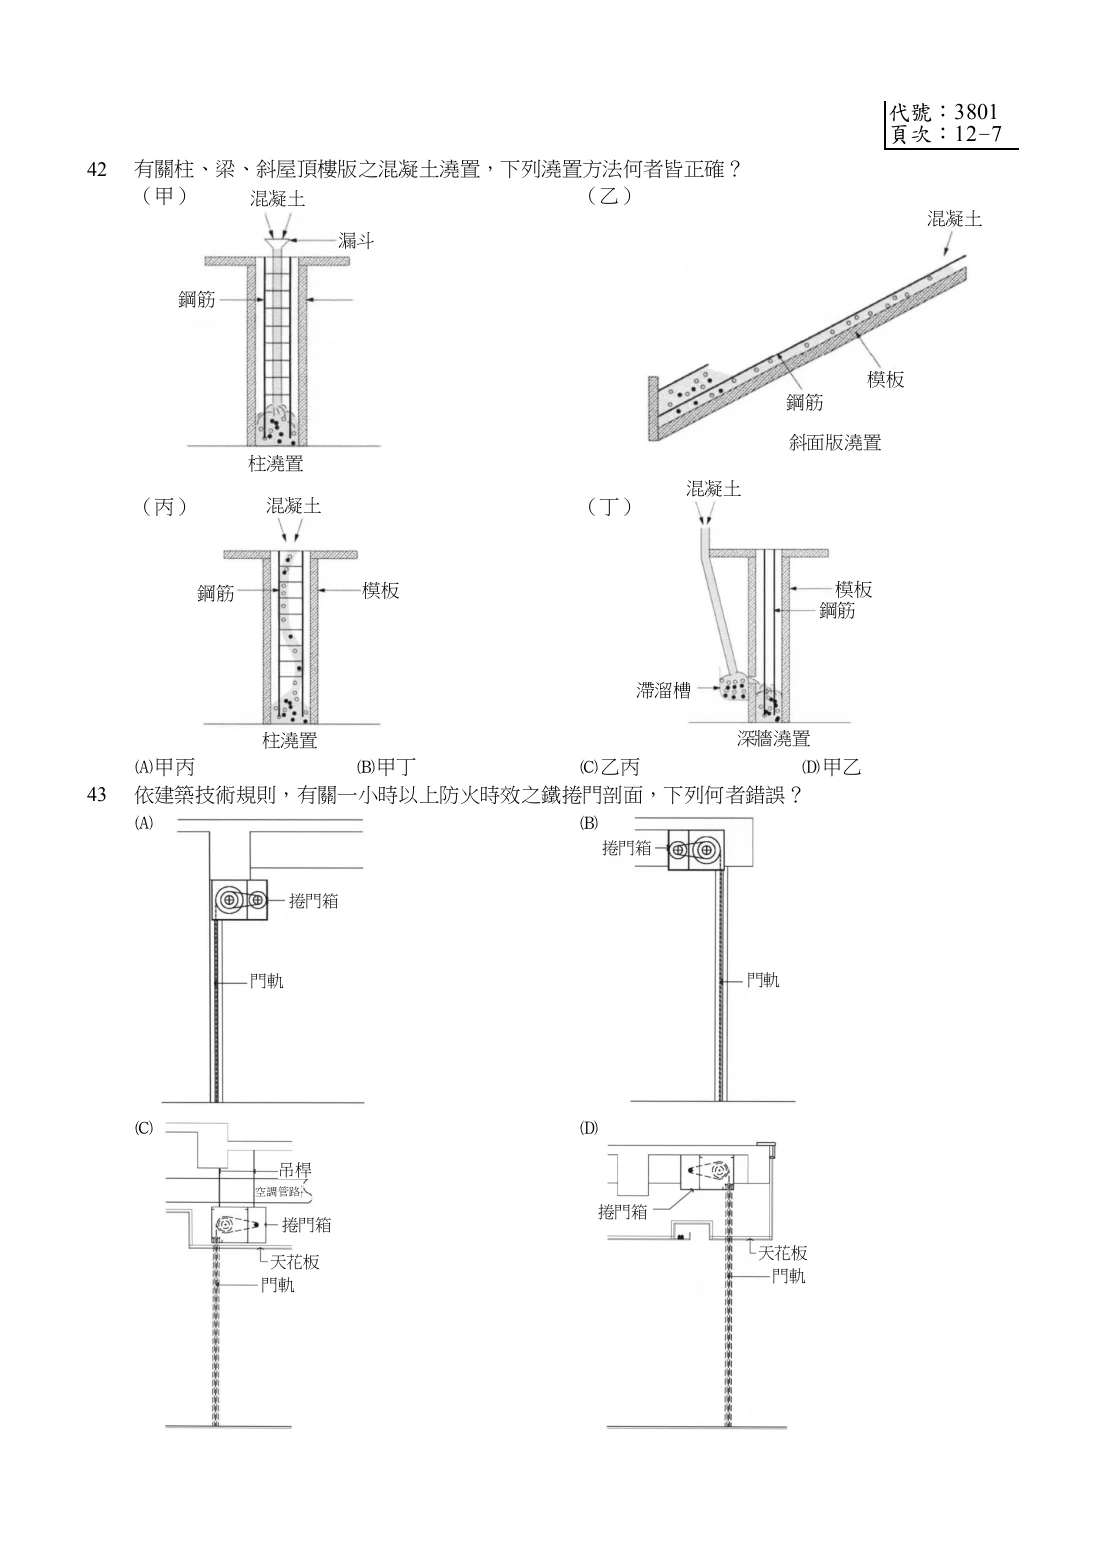 代號：3801
頁次：12－7
42 有關柱、梁、斜屋頂樓版之混凝土澆置，下列澆置方法何者皆正確？
（甲）
混凝土
漏斗
鋼筋
柱澆置
（乙）
混凝土
模板
鋼筋
斜面版澆置
（丙）
混凝土
鋼筋
模板
柱澆置
（丁）
混凝土
模板
鋼筋
滯溜槽
深牆澆置
(A)甲丙 (B)甲丁 (C)乙丙 (D)甲乙
43 依建築技術規則，有關一小時以上防火時效之鐵捲門剖面，下列何者錯誤？
(A)
捲門箱
門軌
(B)
捲門箱
門軌
(C)
吊桿
空調管路
捲門箱
天花板
門軌
(D)
捲門箱
天花板
門軌